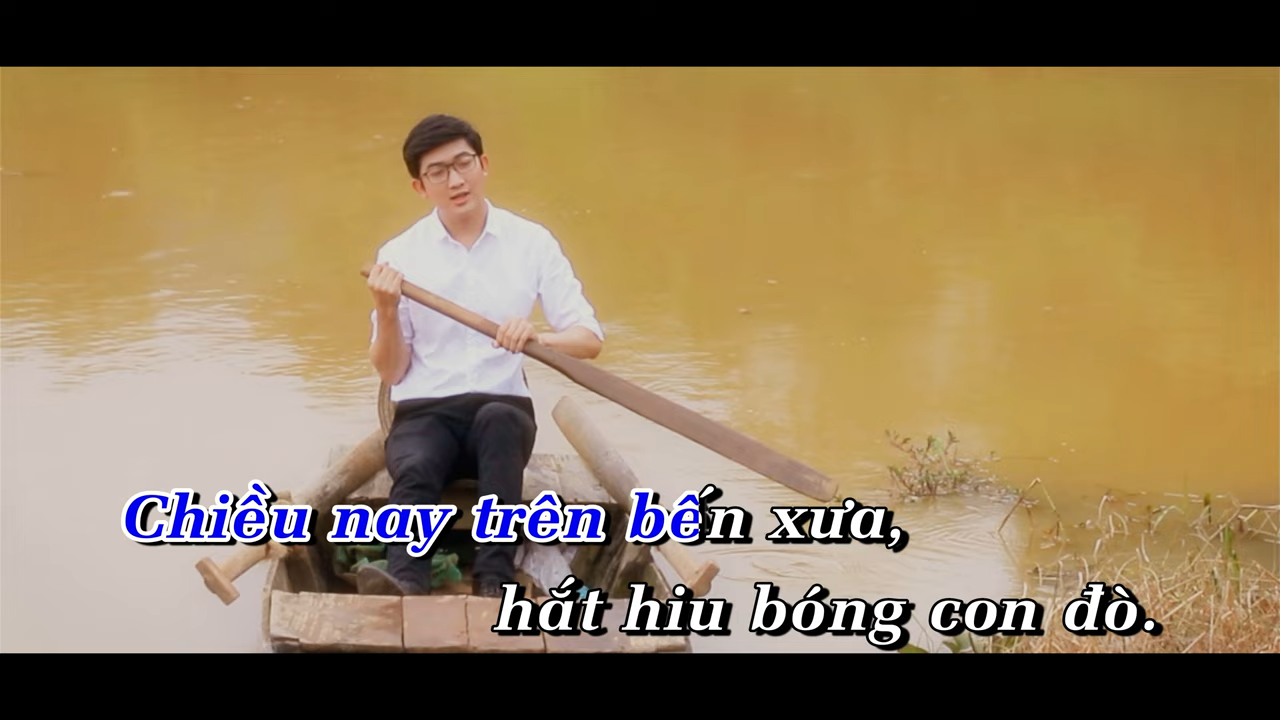 Chiều nay trên bến xưa,
hắt hiu bóng con đò.